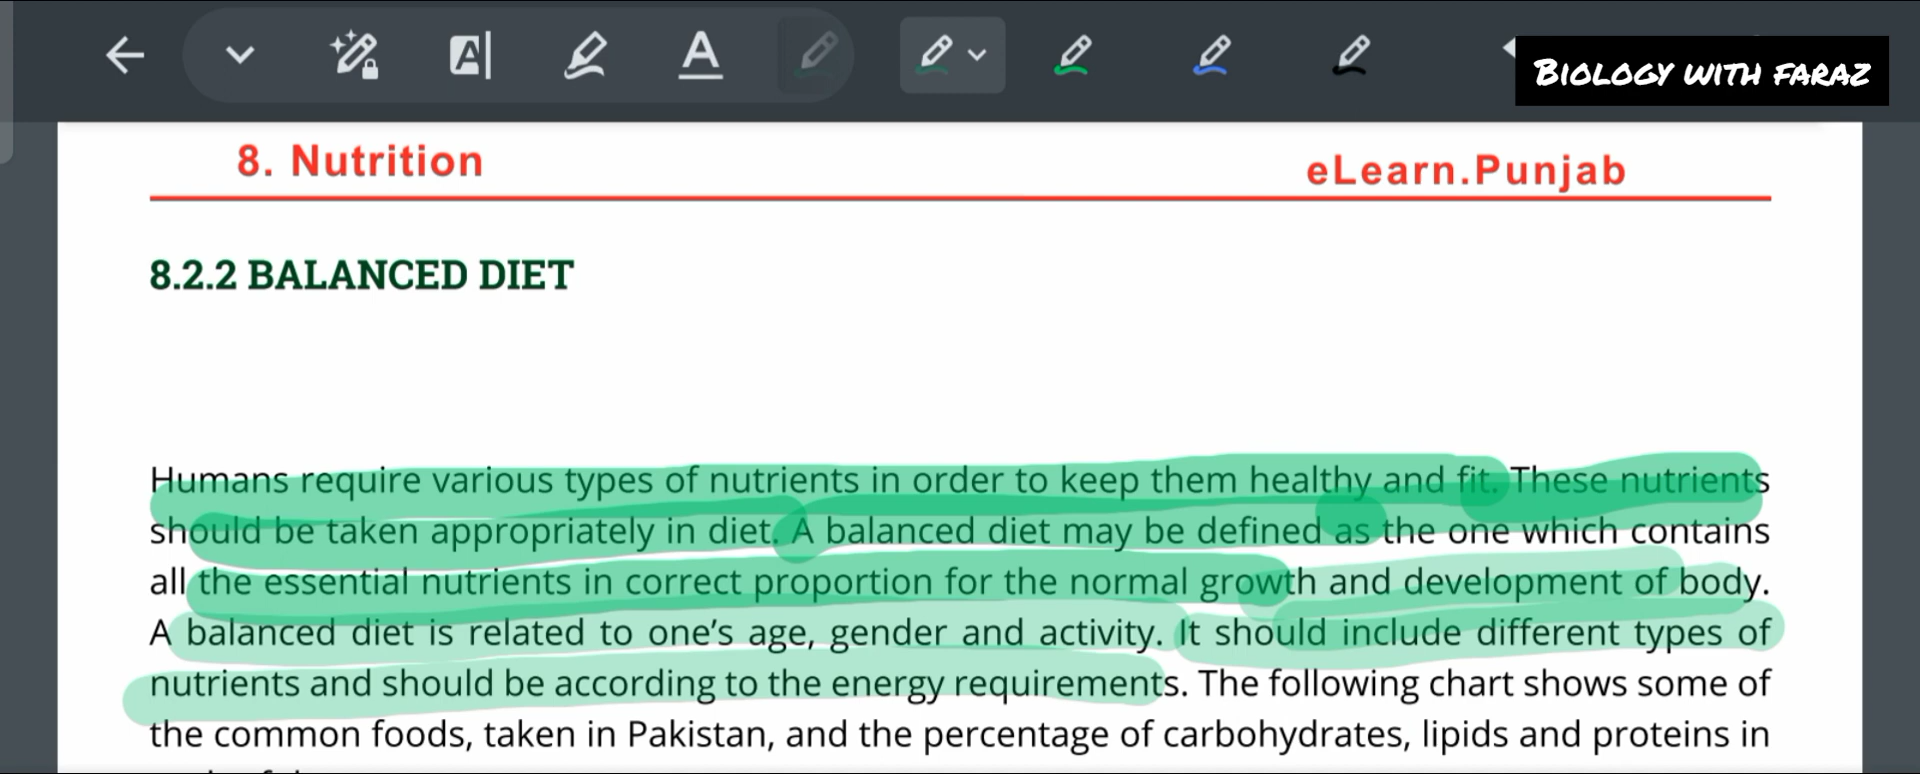 BIOLOGY WITH FARAZ
8. Nutrition
eLearn.Punjab
8.2.2 BALANCED DIET
Humans require various types of nutrients in order to keep them healthy and fit. These nutrients
should be taken appropriately in diet. A balanced diet may be defined as the one which contains
all the essential nutrients in correct proportion for the normal growth and development of body.
A balanced diet is related to one’s age, gender and activity. It should include different types of
nutrients and should be according to the energy requirements. The following chart shows some of
the common foods, taken in Pakistan, and the percentage of carbohydrates, lipids and proteins in